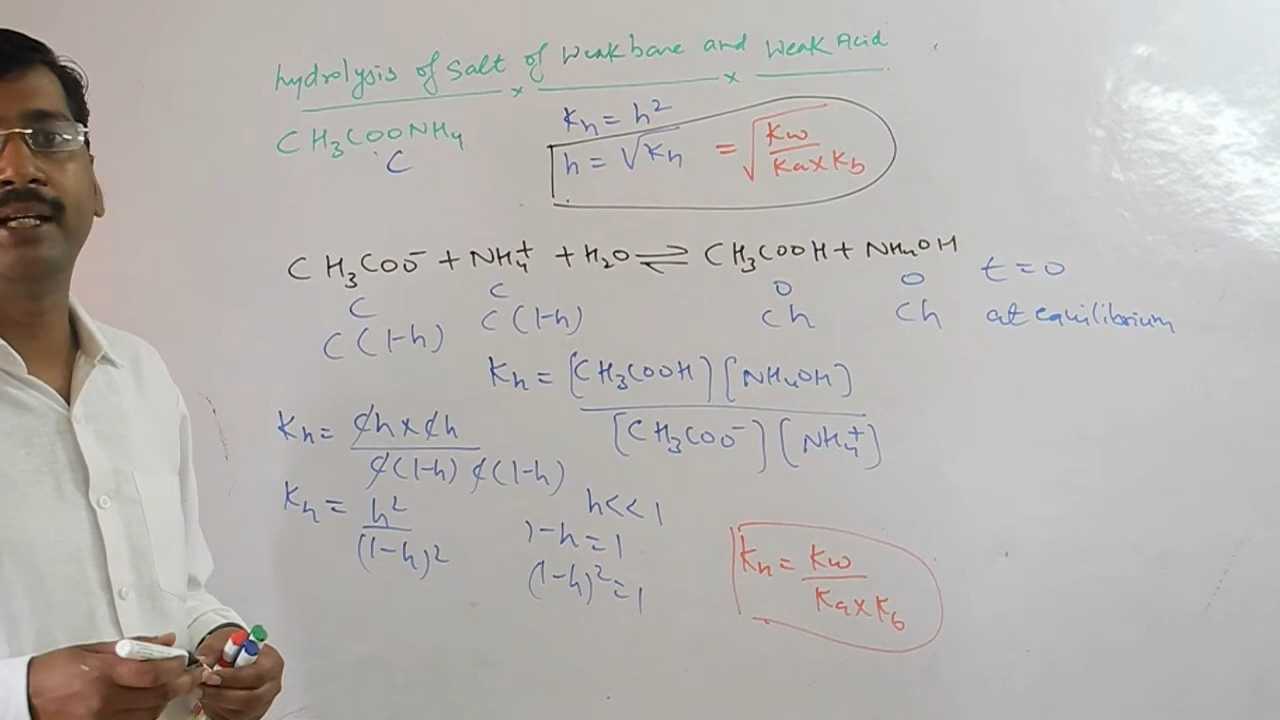 hydrolysis of salt of weak base and weak Acid
CH₃COONH₄
C
Kh = h²
h = √Kh = √(Kw / Ka×Kb)
CH₃COO⁻ + NH₄⁺ + H₂O ⇌ CH₃COOH + NH₄OH
C C O O t = 0
C(1-h) C(1-h) Ch Ch at equilibrium
Kh = [CH₃COOH][NH₄OH] / [CH₃COO⁻][NH₄⁺]
Kh = Ch × Ch / C(1-h) C(1-h)
Kh = h² / (1-h)²
h << 1
1-h = 1
(1-h)² = 1
Kh = Kw / Ka×Kb